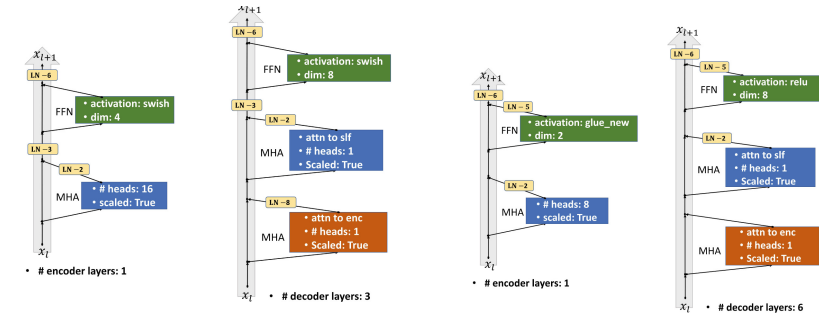 x_{l+1}
LN-6
FFN
• activation: swish
• dim: 4
LN-3
LN-2
MHA
• # heads: 16
• scaled: True
x_l
• # encoder layers: 1
x_{l+1}
LN-6
FFN
• activation: swish
• dim: 8
LN-3
LN-2
MHA
• attn to slf
• # heads: 1
• Scaled: True
LN-8
MHA
• attn to enc
• # heads: 1
• Scaled: True
x_l
• # decoder layers: 3
x_{l+1}
LN-6
LN-5
FFN
• activation: glue_new
• dim: 2
LN-2
MHA
• # heads: 8
• scaled: True
x_l
• # encoder layers: 1
x_{l+1}
LN-6
LN-5
FFN
• activation: relu
• dim: 8
LN-2
MHA
• attn to slf
• # heads: 1
• Scaled: True
MHA
• attn to enc
• # heads: 1
• Scaled: True
x_l
• # decoder layers: 6